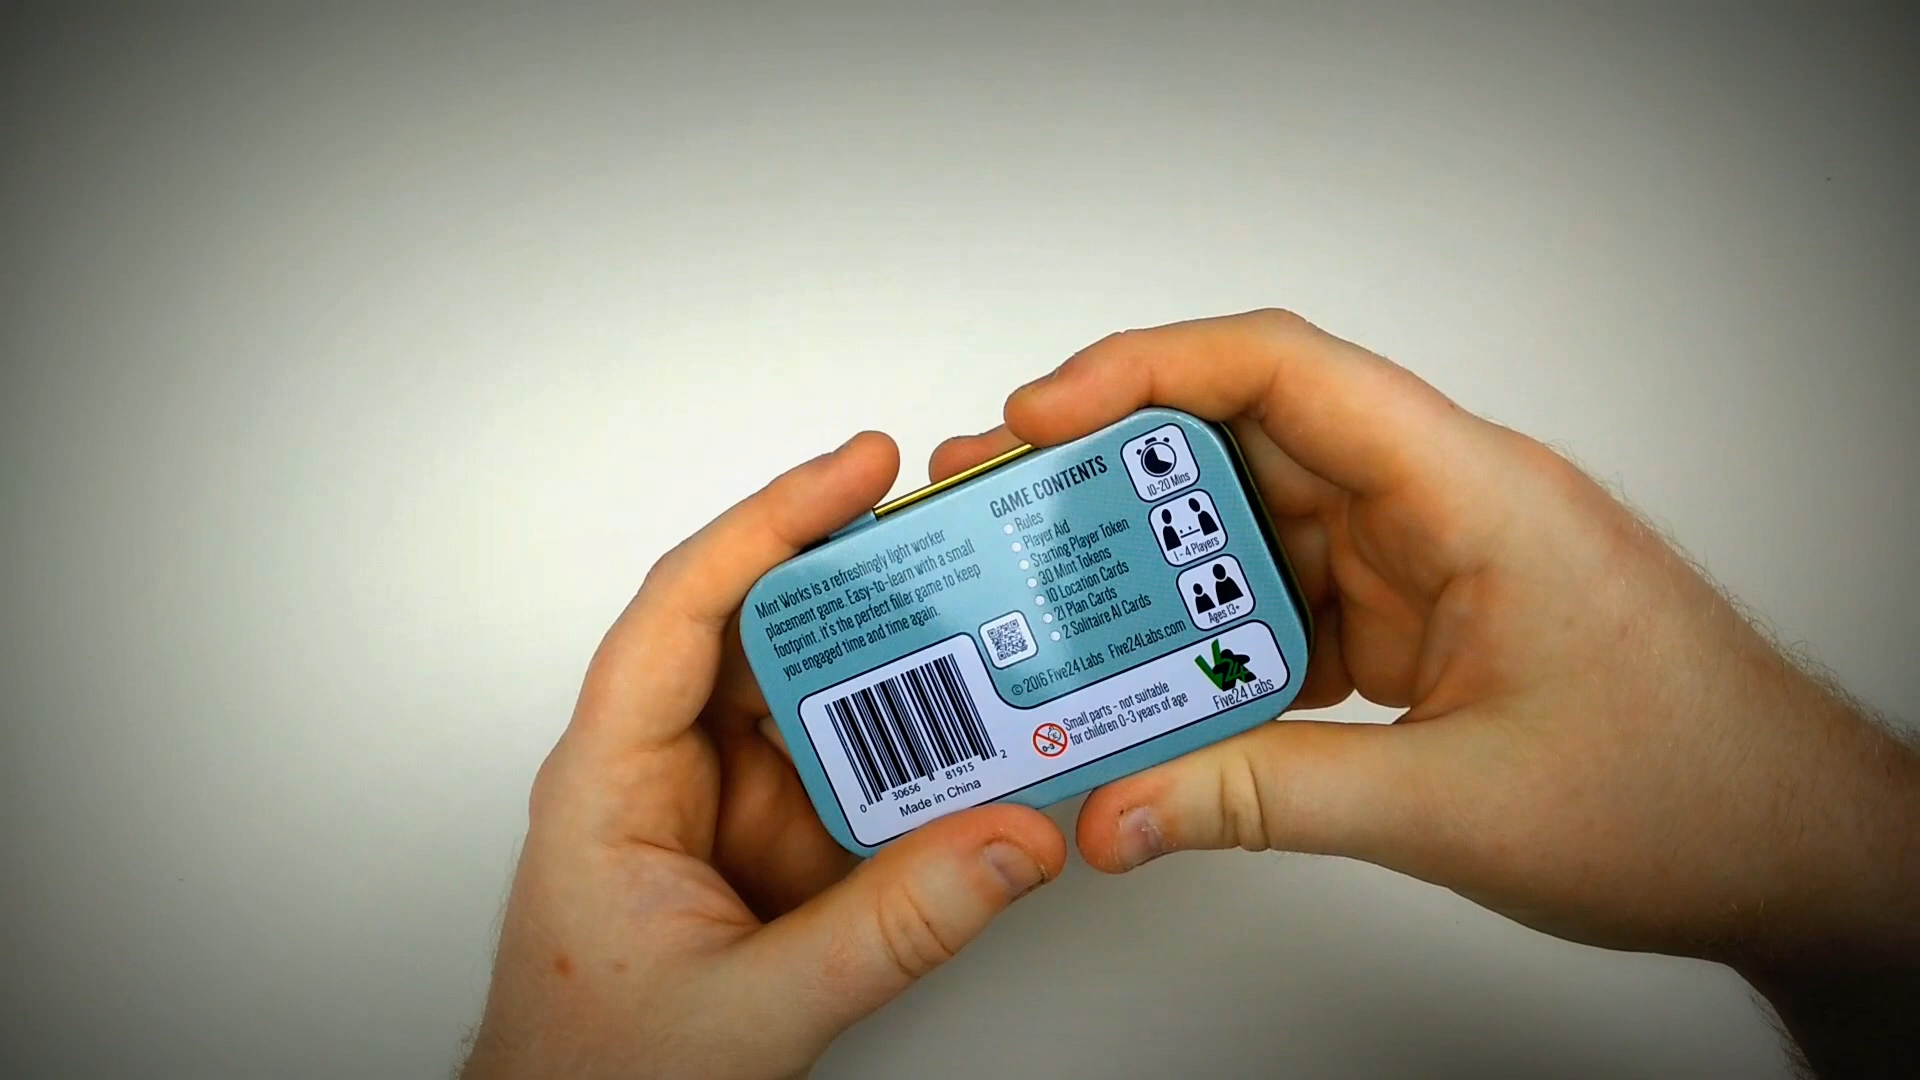 Mint Works is a refreshingly light worker
placement game. Easy-to-learn with a small
footprint, it's the perfect filler game to keep
you engaged time and time again.
GAME CONTENTS
Rules
Player Aid
Starting Player Token
30 Mint Tokens
10 Location Cards
21 Plan Cards
2 Solitaire AI Cards
© 2016 Five24 Labs Five24Labs.com
10-20 Mins
1 - 4 Players
Ages 13+
0 30656 81915 2
Made in China
0-3
Small parts - not suitable
for children 0-3 years of age
V24
Five24 Labs